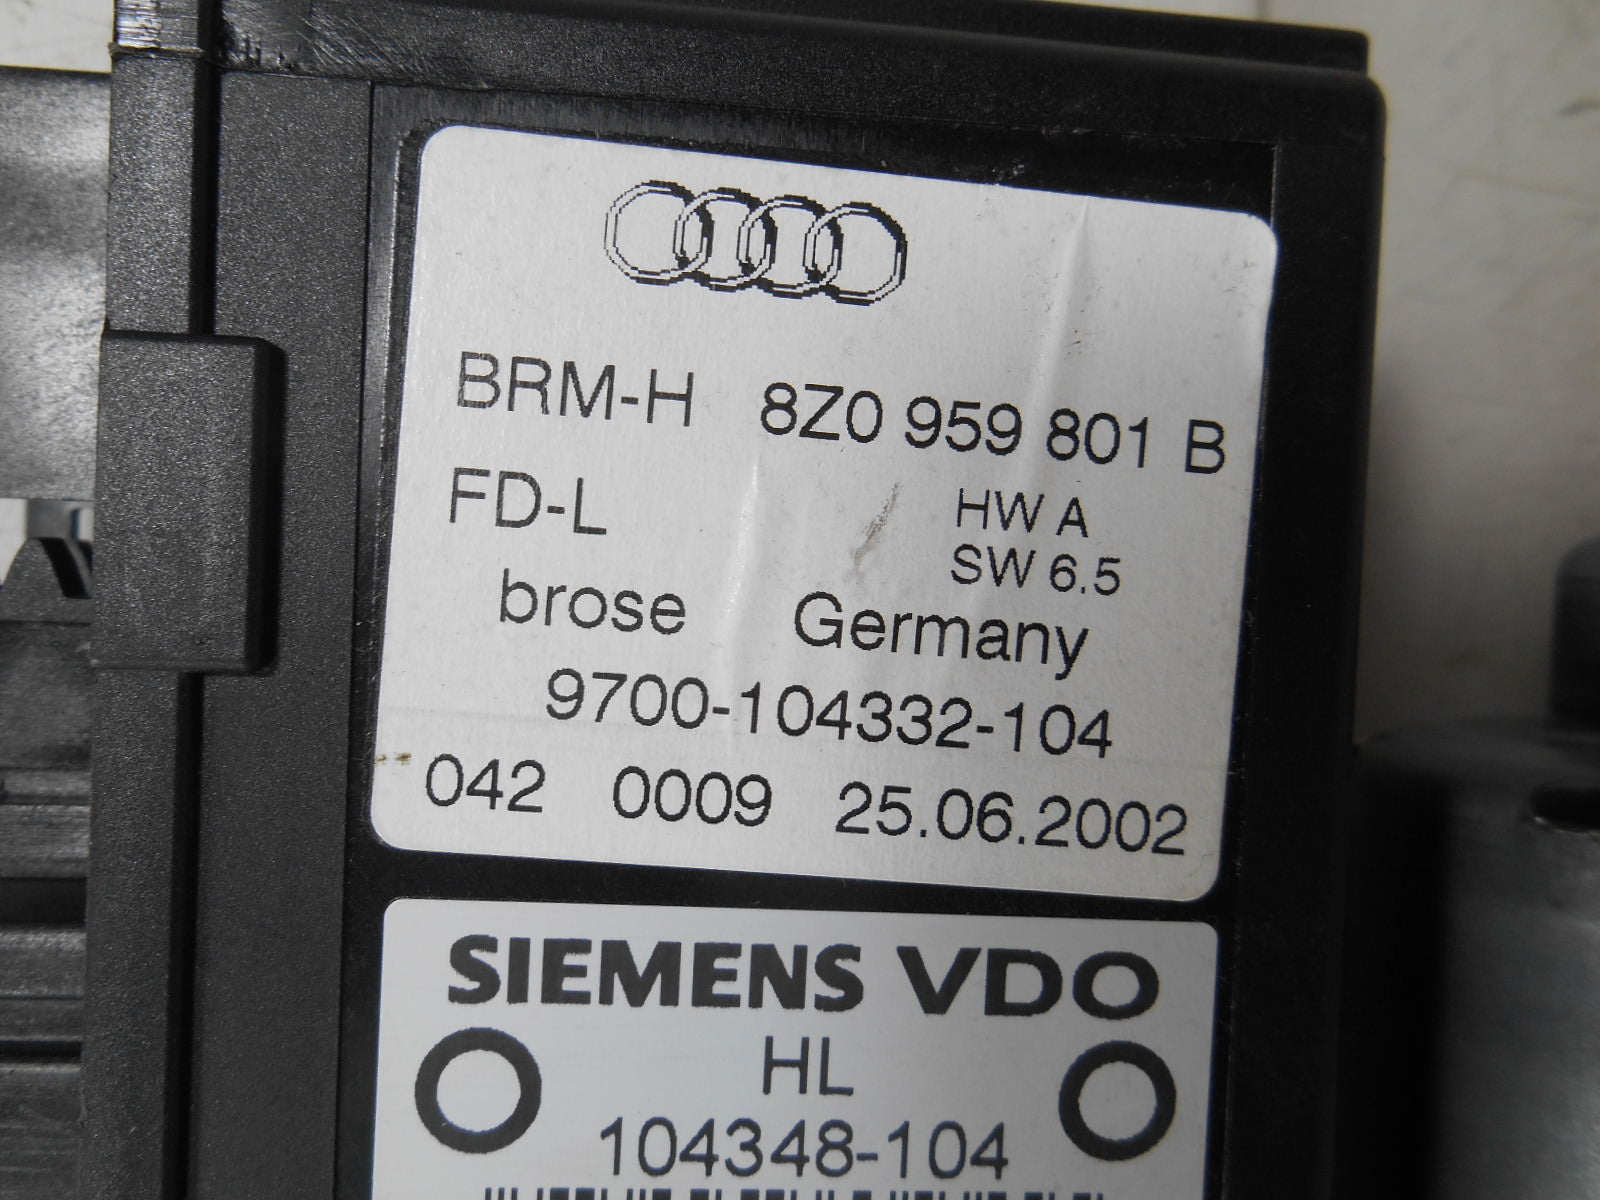 BRM-H 8Z0 959 801 B
FD-L HW A
SW 6.5
brose Germany
9700-104332-104
042 0009 25.06.2002
SIEMENS VDO
HL
104348-104